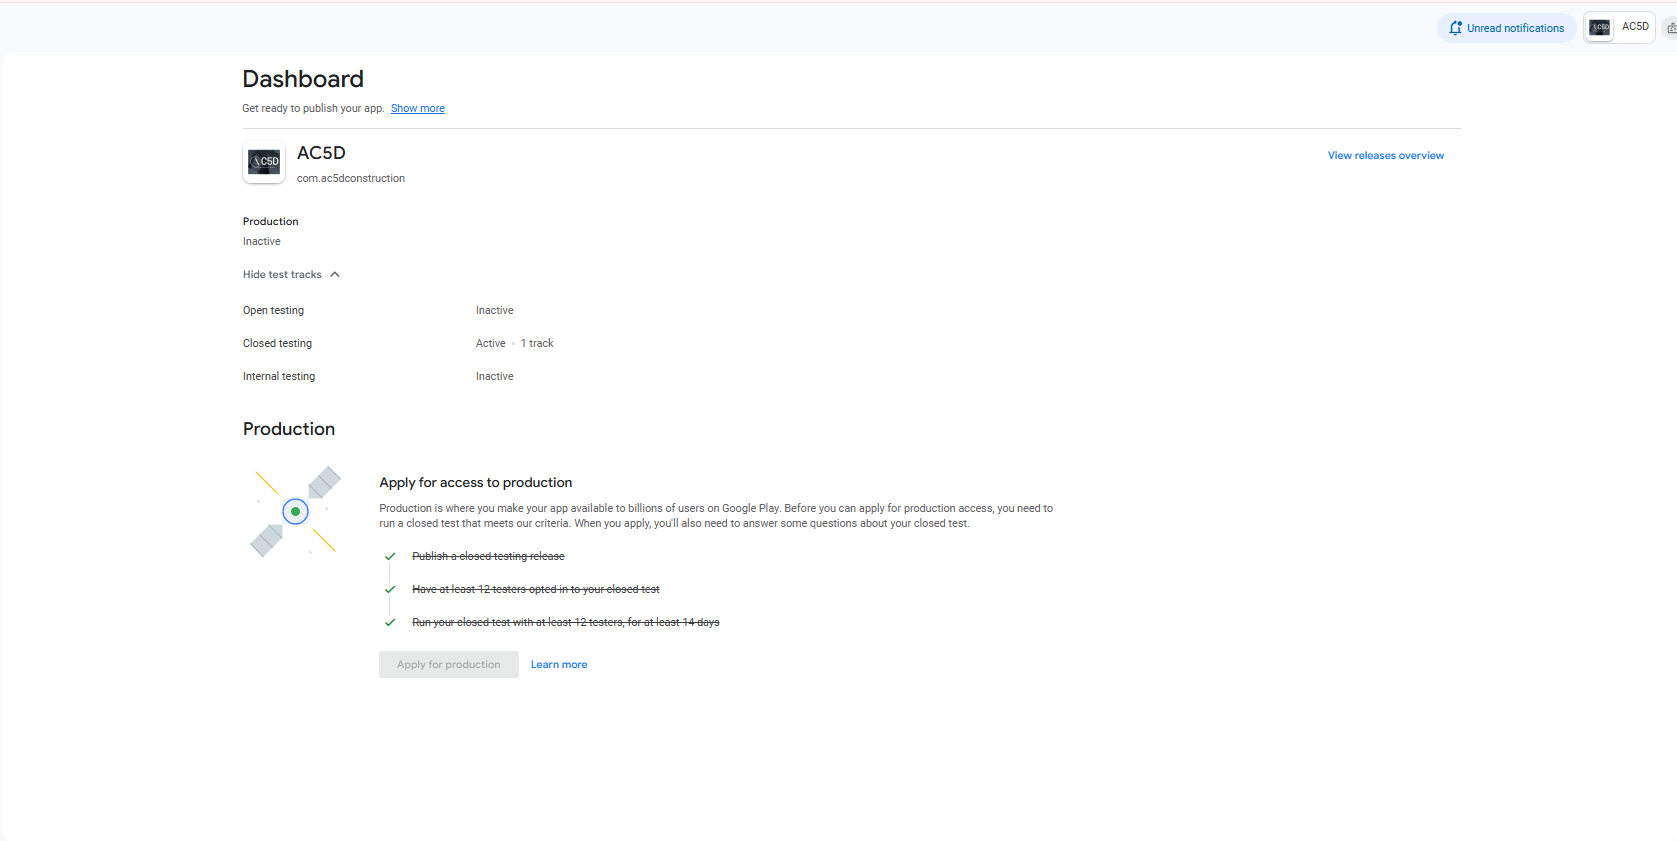 Unread notifications
AC5D
AC5D
Dashboard
Get ready to publish your app. Show more
AC5D
AC5D
com.ac5dconstruction
View releases overview
Production
Inactive
Hide test tracks
Open testing
Inactive
Closed testing
Active • 1 track
Internal testing
Inactive
Production
Apply for access to production
Production is where you make your app available to billions of users on Google Play. Before you can apply for production access, you need to
run a closed test that meets our criteria. When you apply, you'll also need to answer some questions about your closed test.
Publish a closed testing release
Have at least 12 testers opted in to your closed test
Run your closed test with at least 12 testers, for at least 14 days
Apply for production
Learn more